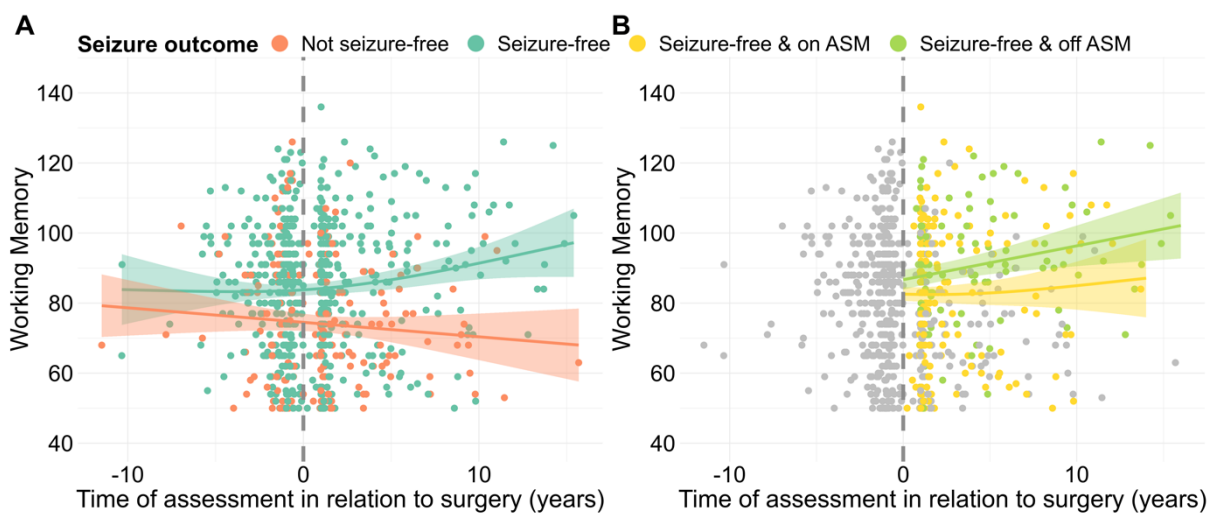 A
B
Seizure outcome Not seizure-free Seizure-free Seizure-free & on ASM Seizure-free & off ASM
140
120
100
80
60
40
Working Memory
-10 0 10
Time of assessment in relation to surgery (years)
140
120
100
80
60
40
Working Memory
-10 0 10
Time of assessment in relation to surgery (years)